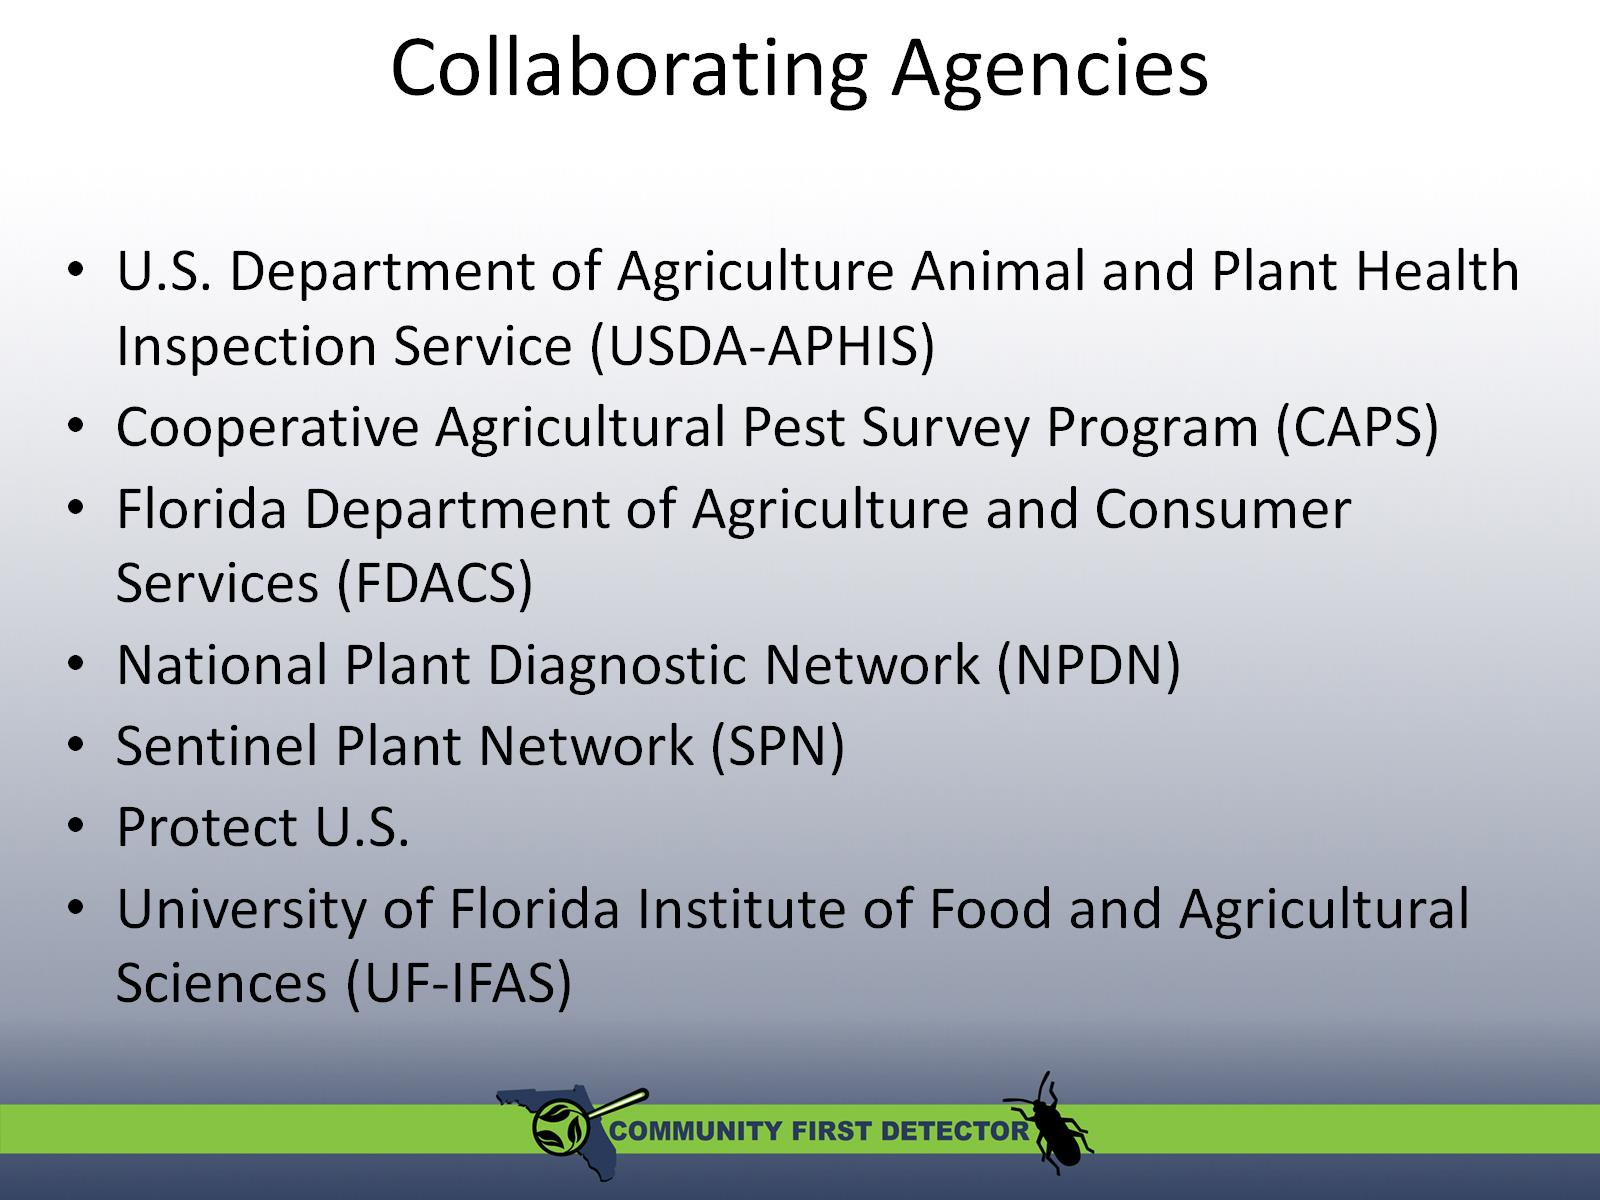 Collaborating Agencies
• U.S. Department of Agriculture Animal and Plant Health
Inspection Service (USDA-APHIS)
• Cooperative Agricultural Pest Survey Program (CAPS)
• Florida Department of Agriculture and Consumer
Services (FDACS)
• National Plant Diagnostic Network (NPDN)
• Sentinel Plant Network (SPN)
• Protect U.S.
• University of Florida Institute of Food and Agricultural
Sciences (UF-IFAS)
COMMUNITY FIRST DETECTOR